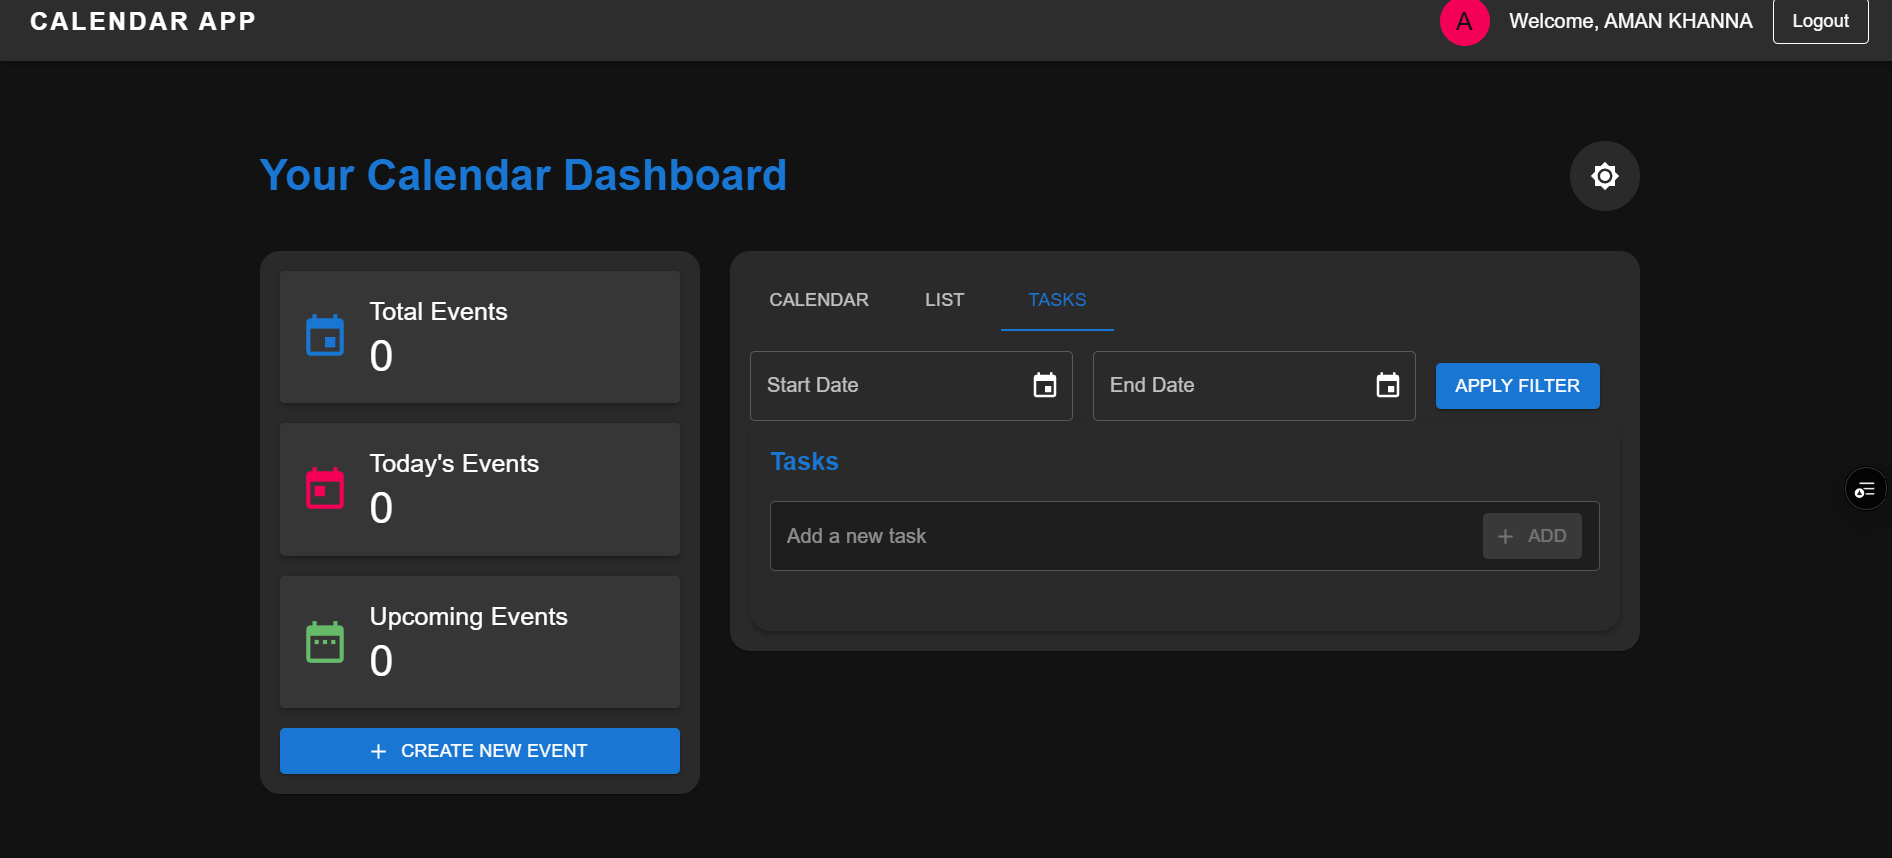 CALENDAR APP
A
Welcome, AMAN KHANNA
Logout
Your Calendar Dashboard
Total Events
0
Today's Events
0
Upcoming Events
0
+ CREATE NEW EVENT
CALENDAR LIST TASKS
Start Date
End Date
APPLY FILTER
Tasks
Add a new task
+ ADD